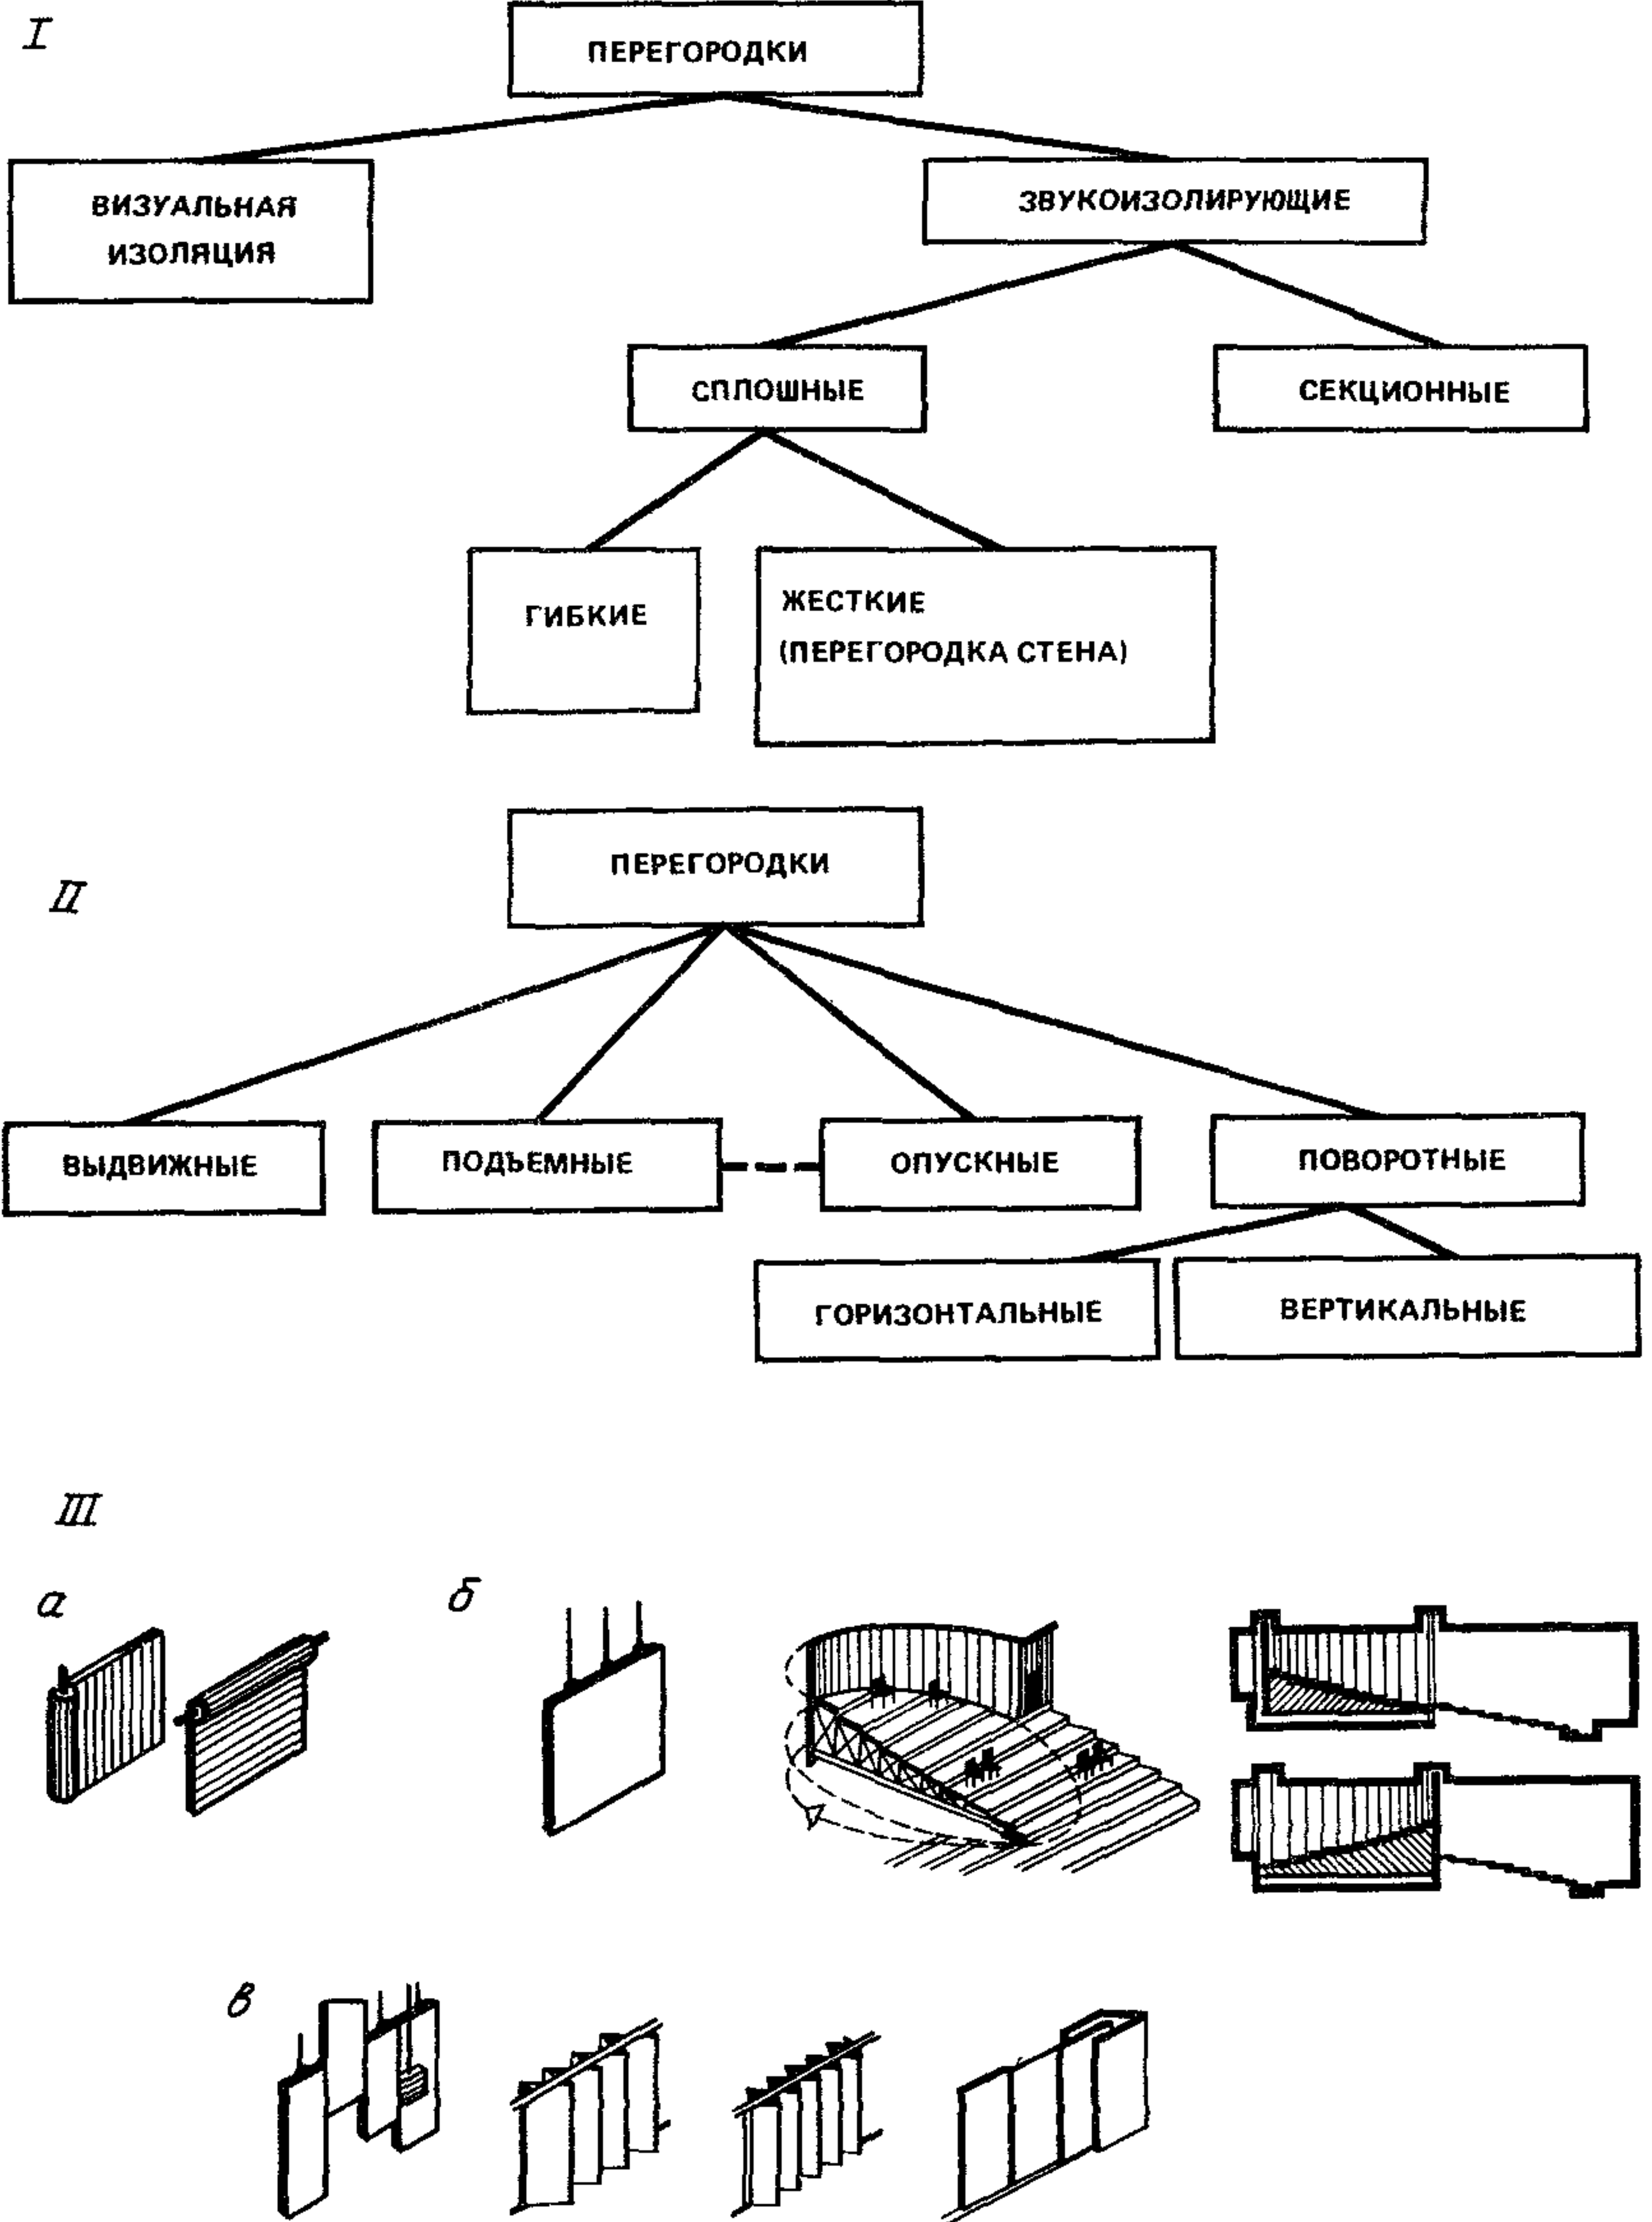 I
ПЕРЕГОРОДКИ
ВИЗУАЛЬНАЯ
ИЗОЛЯЦИЯ
ЗВУКОИЗОЛИРУЮЩИЕ
СПЛОШНЫЕ
СЕКЦИОННЫЕ
ГИБКИЕ
ЖЕСТКИЕ
(ПЕРЕГОРОДКА СТЕНА)
II
ПЕРЕГОРОДКИ
ВЫДВИЖНЫЕ
ПОДЪЕМНЫЕ
ОПУСКНЫЕ
ПОВОРОТНЫЕ
ГОРИЗОНТАЛЬНЫЕ
ВЕРТИКАЛЬНЫЕ
III
а
б
в